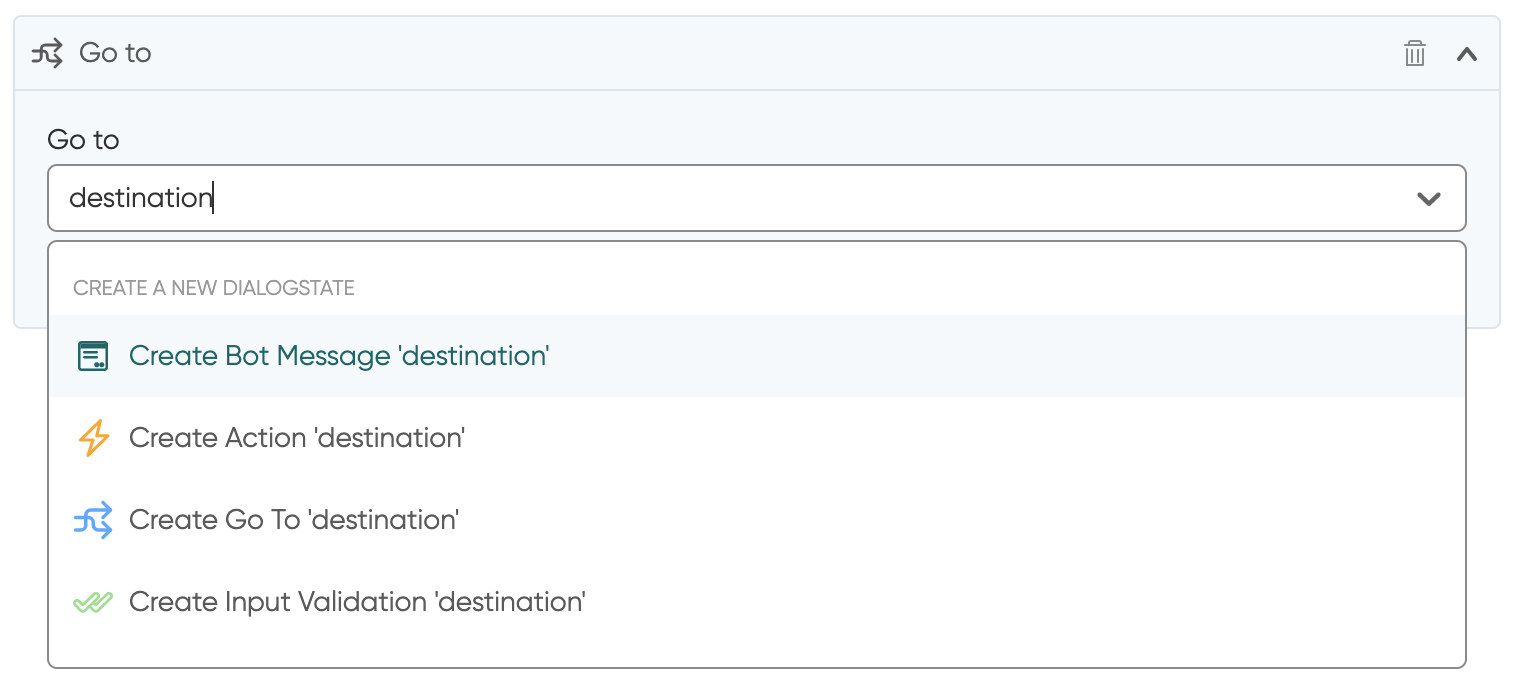 Go to
Go to
destination
CREATE A NEW DIALOGSTATE
Create Bot Message 'destination'
Create Action 'destination'
Create Go To 'destination'
Create Input Validation 'destination'